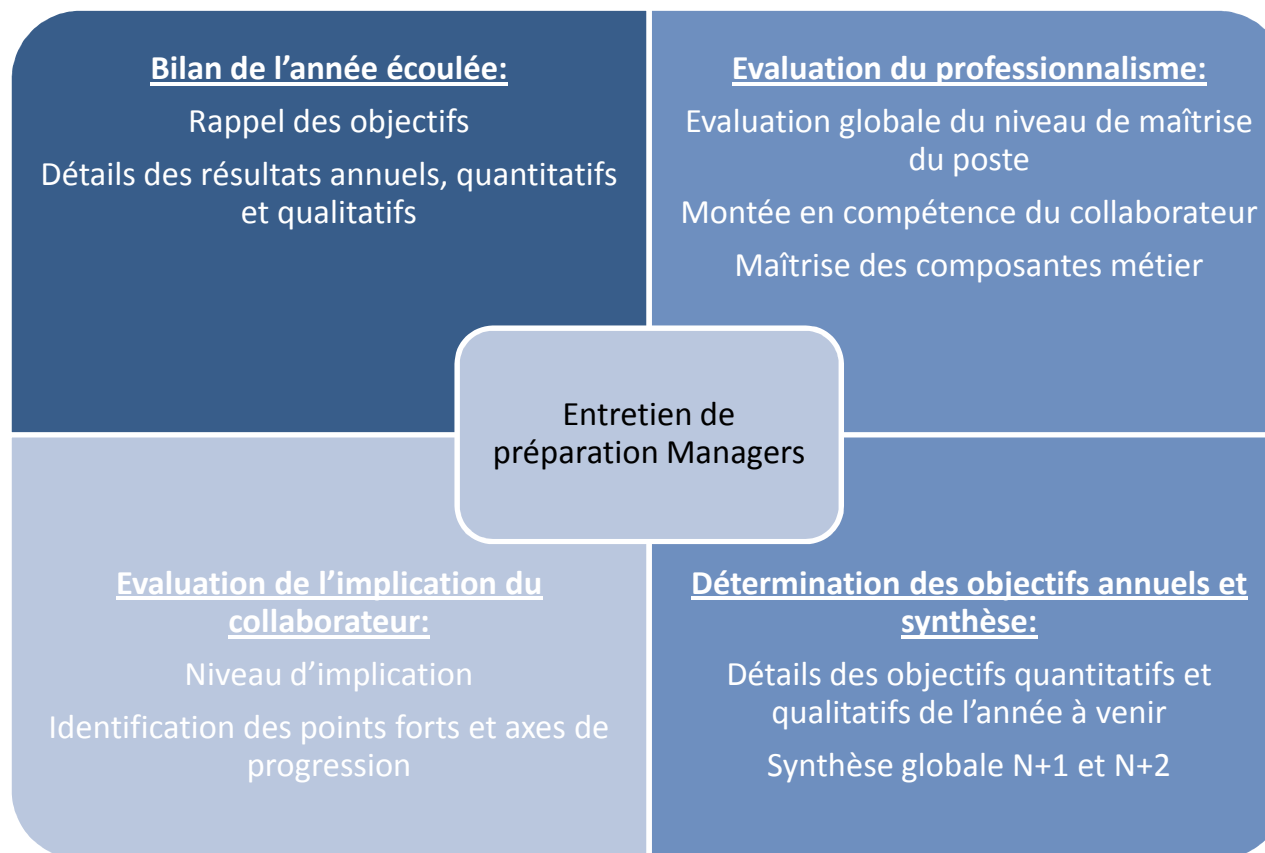 Bilan de l’année écoulée:
Rappel des objectifs
Détails des résultats annuels, quantitatifs
et qualitatifs
Evaluation du professionnalisme:
Evaluation globale du niveau de maîtrise
du poste
Montée en compétence du collaborateur
Maîtrise des composantes métier
Entretien de
préparation Managers
Evaluation de l’implication du
collaborateur:
Niveau d’implication
Identification des points forts et axes de
progression
Détermination des objectifs annuels et
synthèse:
Détails des objectifs quantitatifs et
qualitatifs de l’année à venir
Synthèse globale N+1 et N+2